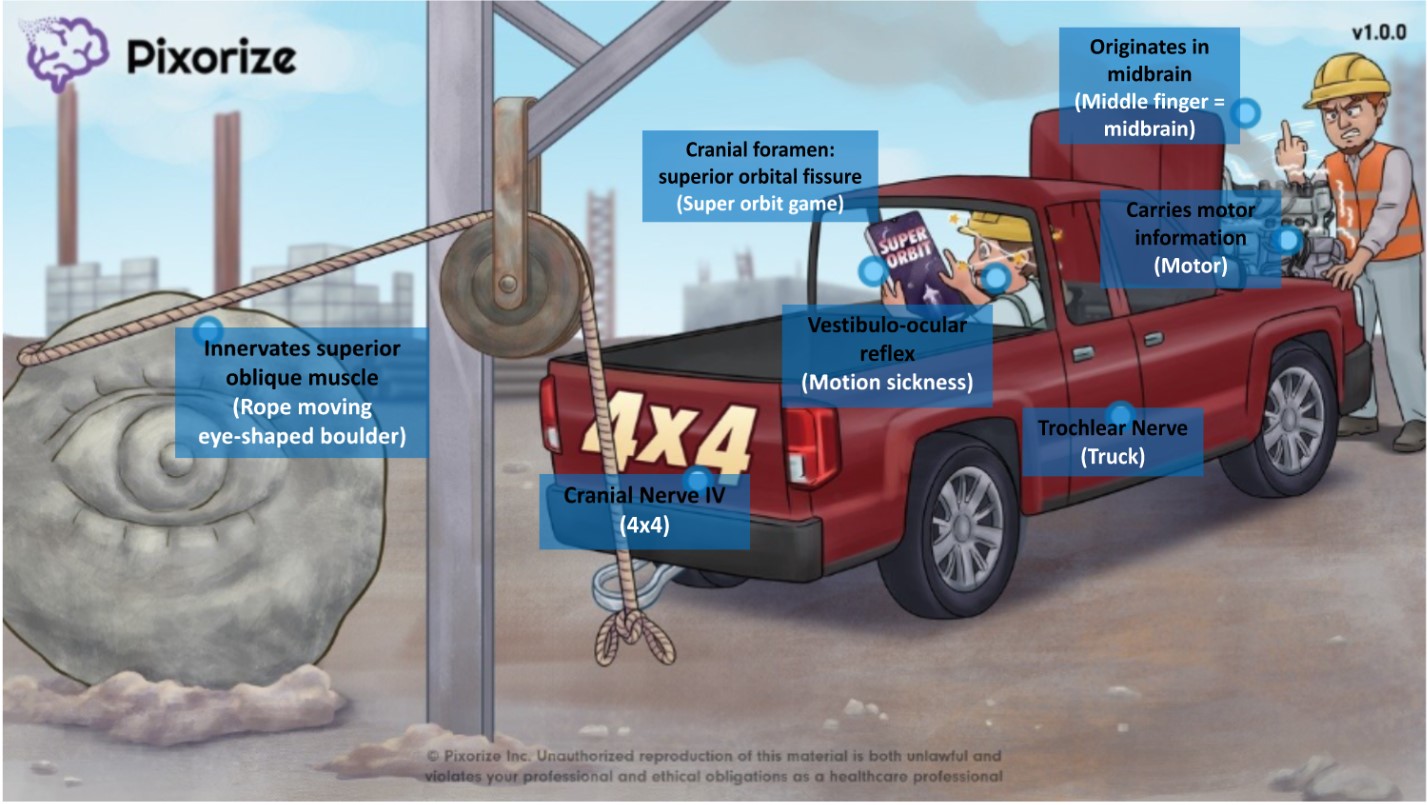 Pixorize
v1.0.0
Originates in
midbrain
(Middle finger =
midbrain)
Cranial foramen:
superior orbital fissure
(Super orbit game)
Carries motor
information
(Motor)
SUPER
ORBIT
Vestibulo-ocular
reflex
(Motion sickness)
Innervates superior
oblique muscle
(Rope moving
eye-shaped boulder)
4x4
Trochlear Nerve
(Truck)
Cranial Nerve IV
(4x4)
© Pixorize Inc. Unauthorized reproduction of this material is both unlawful and
violates your professional and ethical obligations as a healthcare professional